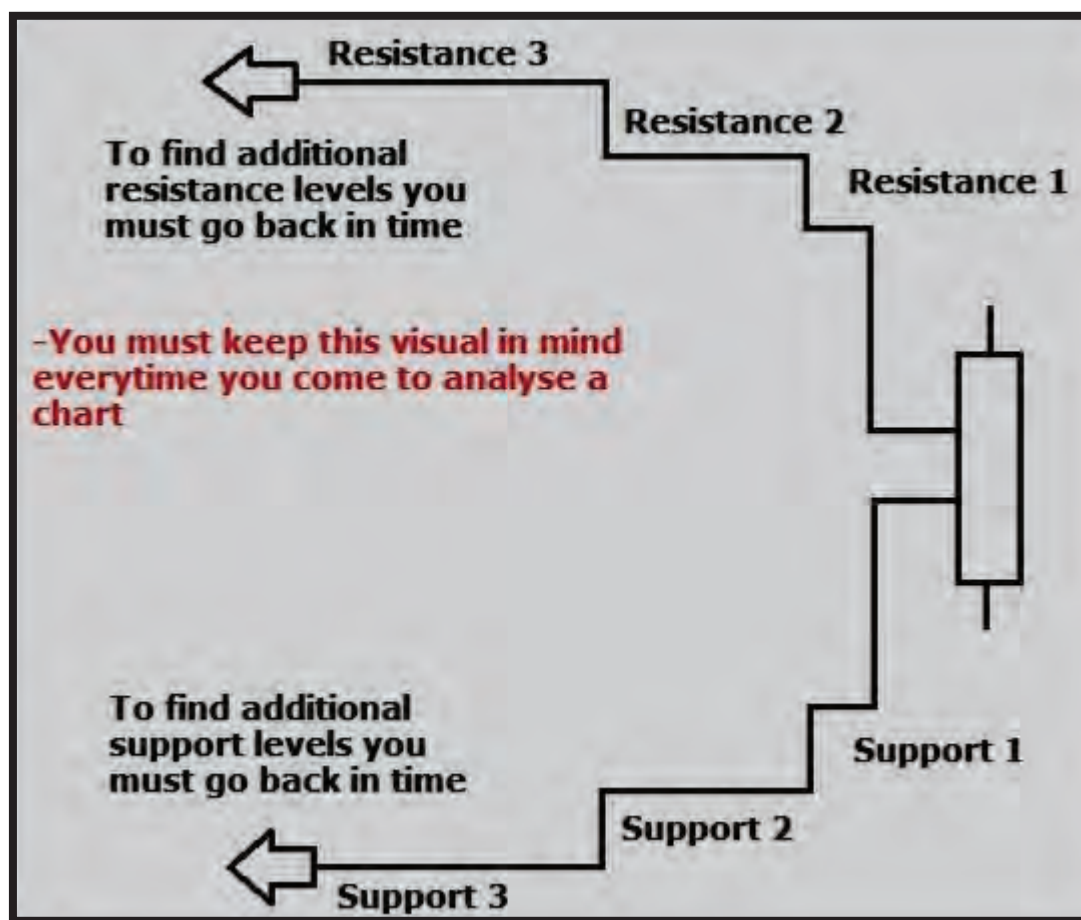 Resistance 3
Resistance 2
Resistance 1
To find additional
resistance levels you
must go back in time
-You must keep this visual in mind
everytime you come to analyse a
chart
To find additional
support levels you
must go back in time
Support 1
Support 2
Support 3